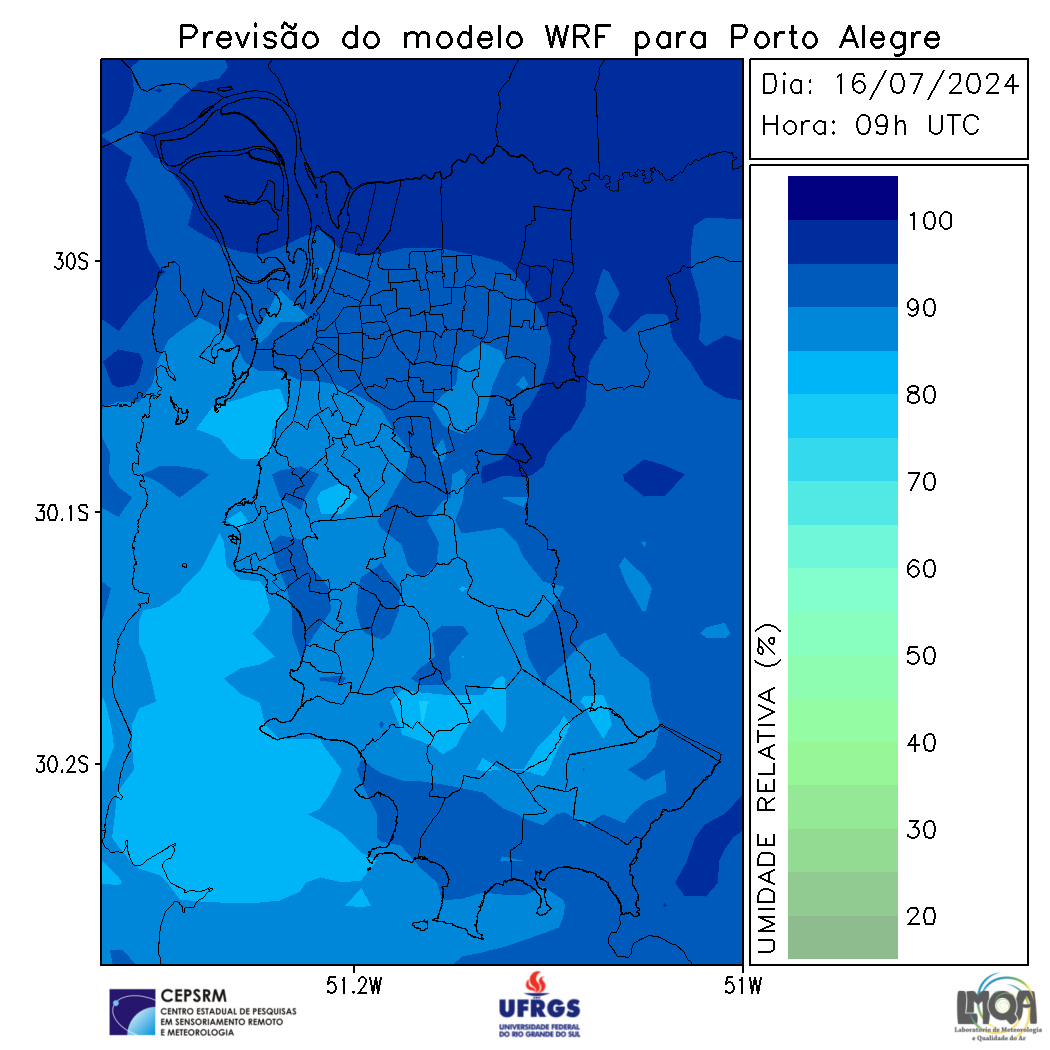 Previsão do modelo WRF para Porto Alegre
Dia: 16/07/2024
Hora: 09h UTC
100
90
80
70
60
50
40
30
20
UMIDADE RELATIVA (%)
30S
30.1S
30.2S
51.2W
51W
CEPSRM
CENTRO ESTADUAL DE PESQUISAS
EM SENSORIAMENTO REMOTO
E METEOROLOGIA
UFRGS
UNIVERSIDADE FEDERAL
DO RIO GRANDE DO SUL
LMQA
Laboratório de Meteorologia
e Qualidade do Ar